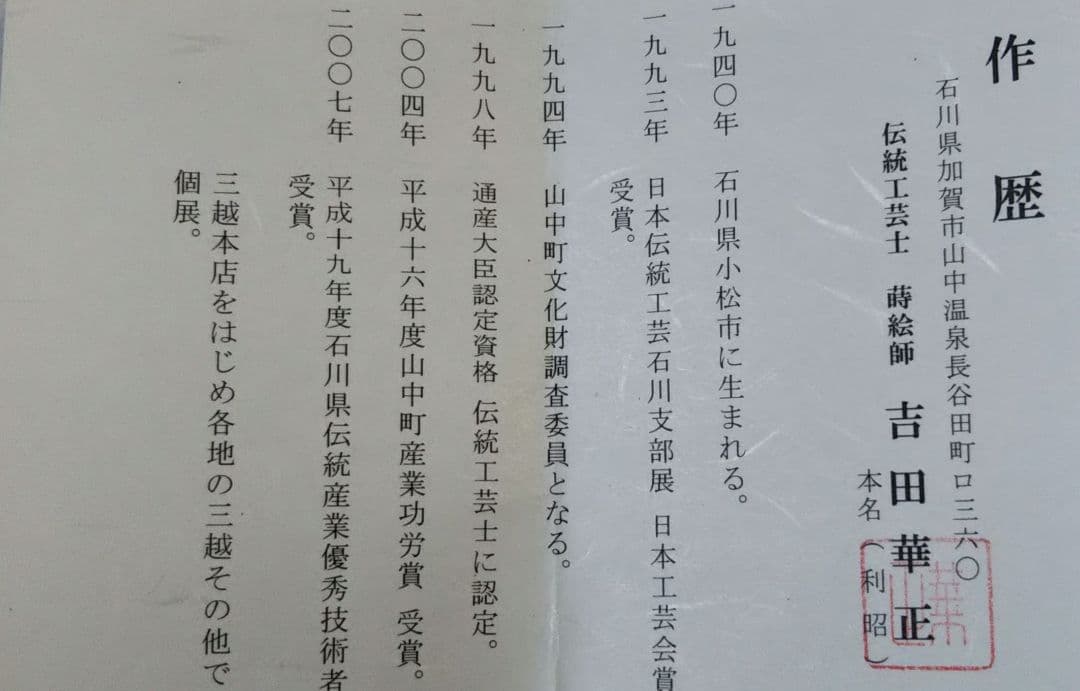 作歴
石川県加賀市山中温泉長谷田町ロ三六〇
伝統工芸士 蒔絵師 吉田華正
本名(利昭)
一九四〇年 石川県小松市に生まれる。
一九九三年 日本伝統工芸石川支部展 日本工芸会賞
受賞。
一九九四年 山中町文化財調査委員となる。
一九九八年 通産大臣認定資格 伝統工芸士に認定。
二〇〇四年 平成十六年度山中町産業功労賞 受賞。
二〇〇七年 平成十九年度石川県伝統産業優秀技術者
受賞。
三越本店をはじめ各地の三越その他で
個展。